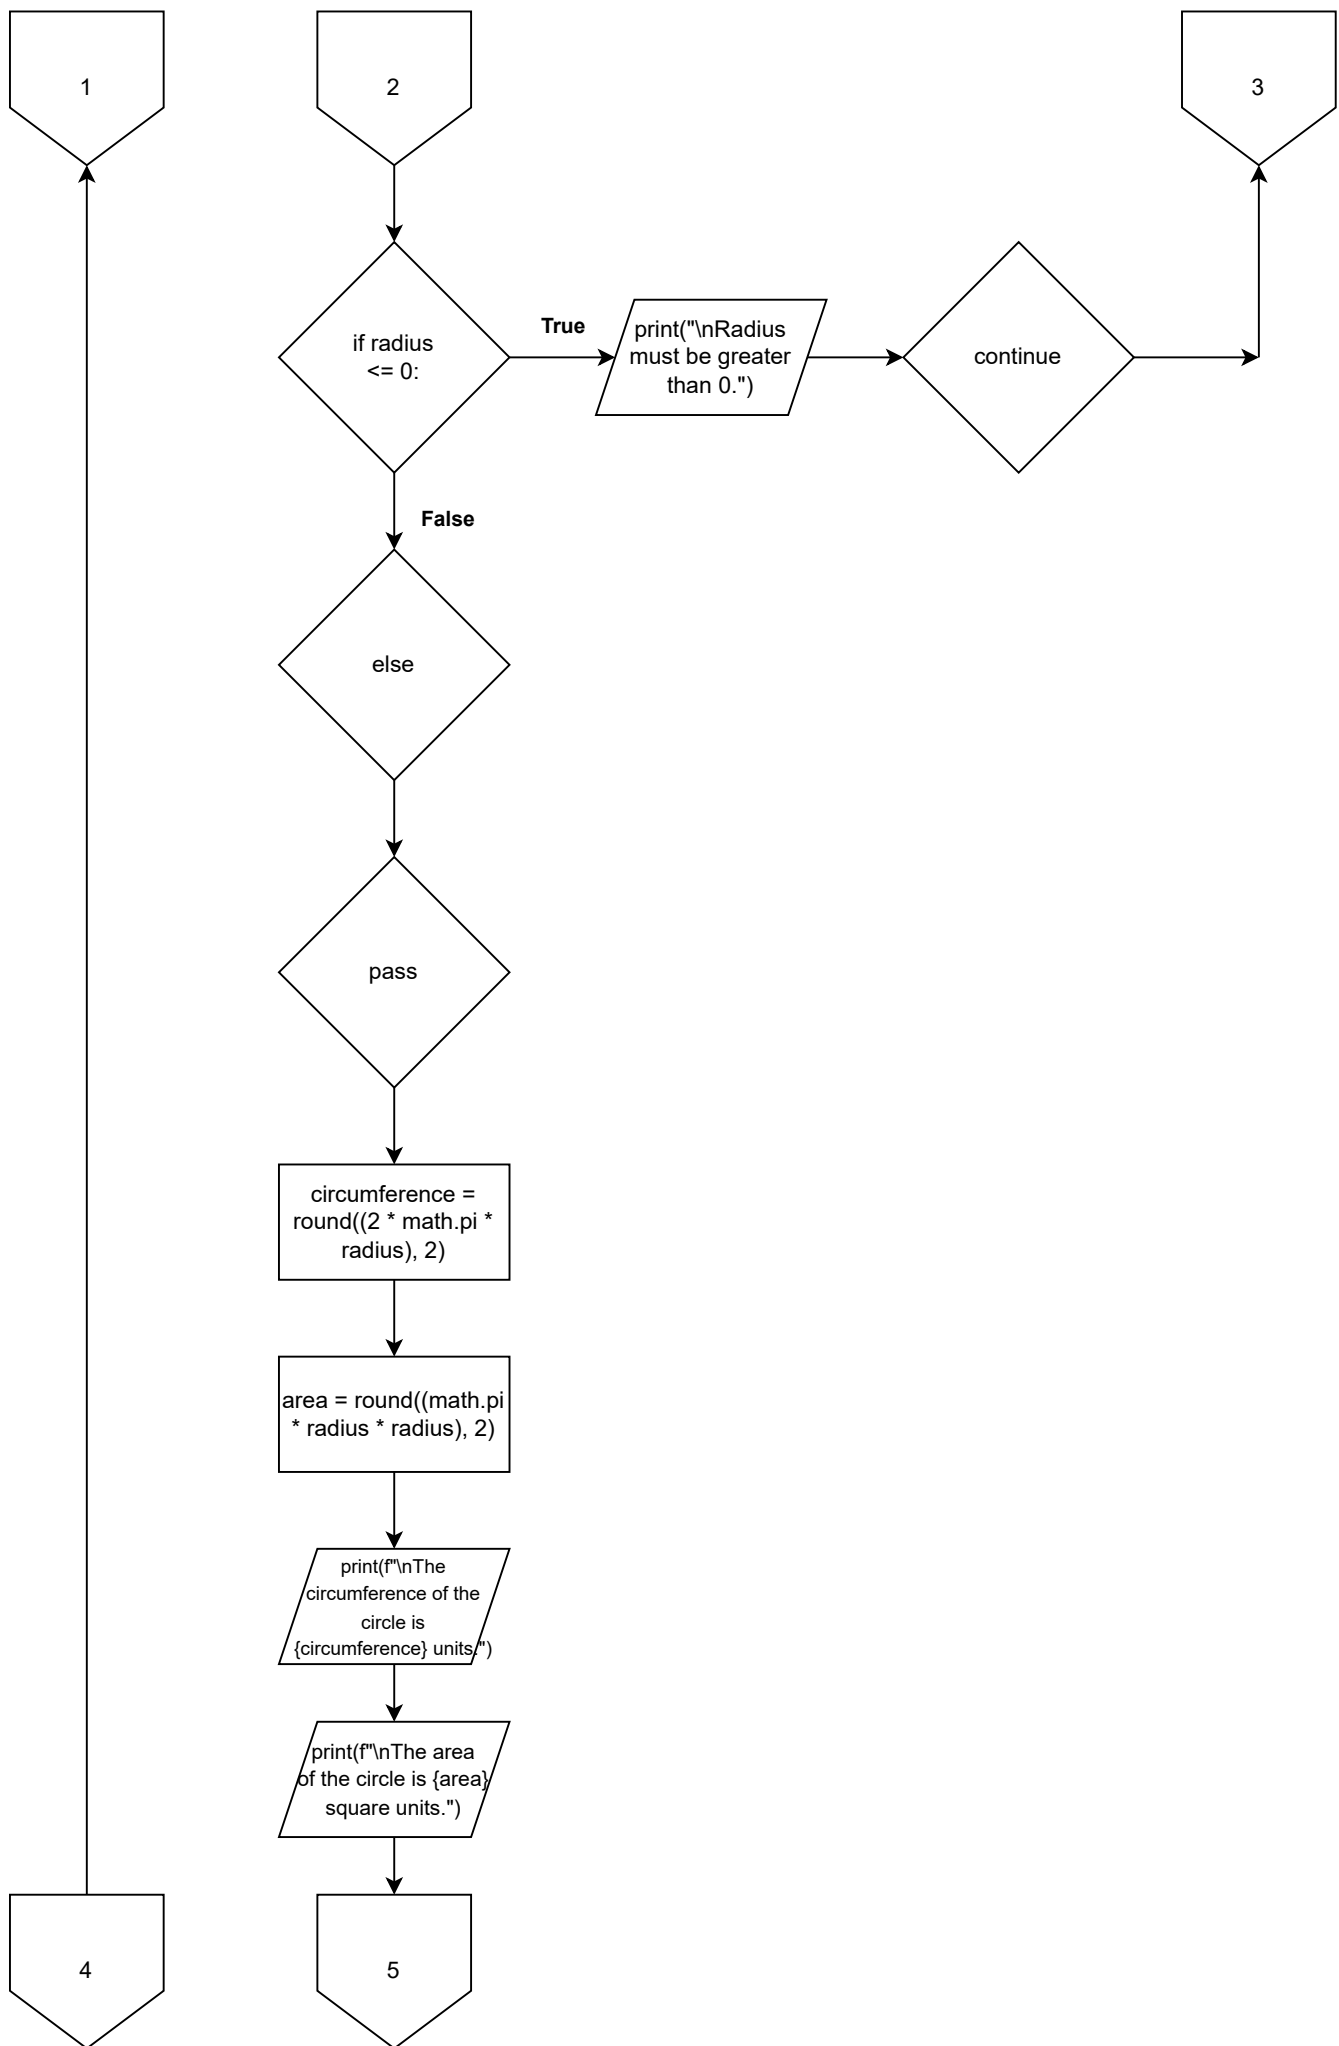 1
2
3
if radius
<= 0:
True
print("\nRadius
must be greater
than 0.")
continue
False
else
pass
circumference =
round((2 * math.pi *
radius), 2)
area = round((math.pi
* radius * radius), 2)
print(f"\nThe
circumference of the
circle is
{circumference} units.")
print(f"\nThe area
of the circle is {area}
square units.")
4
5